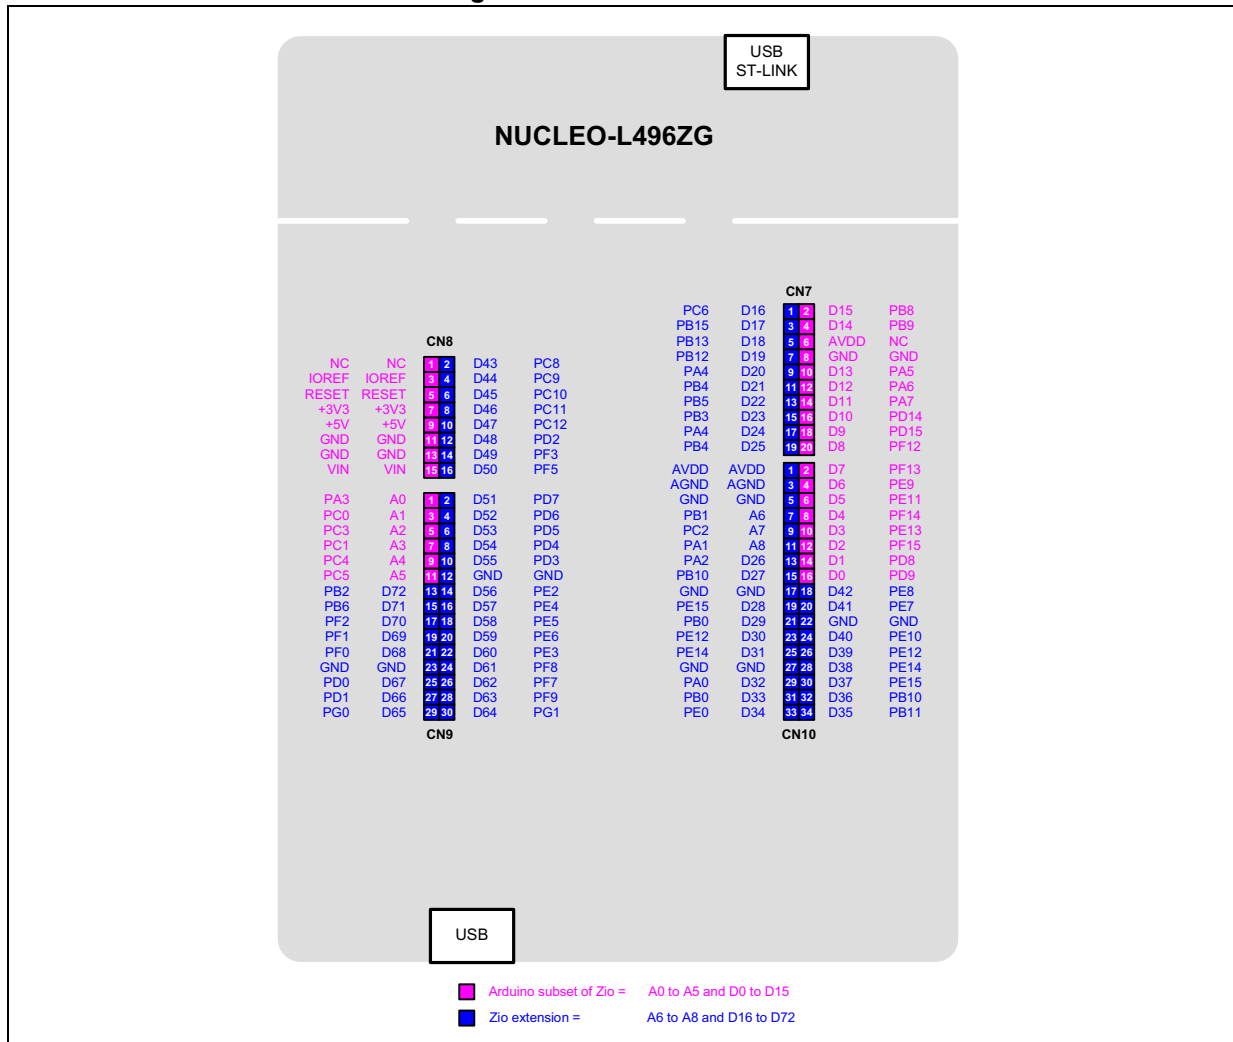 USB
ST-LINK
NUCLEO-L496ZG
CN7
PC6 D16 1 2 D15 PB8
PB15 D17 3 4 D14 PB9
PB13 D18 5 6 AVDD NC
PB12 D19 7 8 GND GND
PA4 D20 9 10 D13 PA5
PB4 D21 11 12 D12 PA6
PB5 D22 13 14 D11 PA7
PB3 D23 15 16 D10 PD14
PA4 D24 17 18 D9 PD15
PB4 D25 19 20 D8 PF12
CN8
NC NC 1 2 D43 PC8
IOREF IOREF 3 4 D44 PC9
RESET RESET 5 6 D45 PC10
+3V3 +3V3 7 8 D46 PC11
+5V +5V 9 10 D47 PC12
GND GND 11 12 D48 PD2
GND GND 13 14 D49 PF3
VIN VIN 15 16 D50 PF5
PA3 A0 1 2 D51 PD7
PC0 A1 3 4 D52 PD6
PC3 A2 5 6 D53 PD5
PC1 A3 7 8 D54 PD4
PC4 A4 9 10 D55 PD3
PC5 A5 11 12 GND GND
PB2 D72 13 14 D56 PE2
PB6 D71 15 16 D57 PE4
PF2 D70 17 18 D58 PE5
PF1 D69 19 20 D59 PE6
PF0 D68 21 22 D60 PE3
GND GND 23 24 D61 PF8
PD0 D67 25 26 D62 PF7
PD1 D66 27 28 D63 PF9
PG0 D65 29 30 D64 PG1
CN9
AVDD AVDD 1 2 D7 PF13
AGND AGND 3 4 D6 PE9
GND GND 5 6 D5 PE11
PB1 A6 7 8 D4 PF14
PC2 A7 9 10 D3 PE13
PA1 A8 11 12 D2 PF15
PA2 D26 13 14 D1 PD8
PB10 D27 15 16 D0 PD9
GND GND 17 18 D42 PE8
PE15 D28 19 20 D41 PE7
PB0 D29 21 22 GND GND
PE12 D30 23 24 D40 PE10
PE14 D31 25 26 D39 PE12
GND GND 27 28 D38 PE14
PA0 D32 29 30 D37 PE15
PB0 D33 31 32 D36 PB10
PE0 D34 33 34 D35 PB11
CN10
USB
Arduino subset of Zio = A0 to A5 and D0 to D15
Zio extension = A6 to A8 and D16 to D72